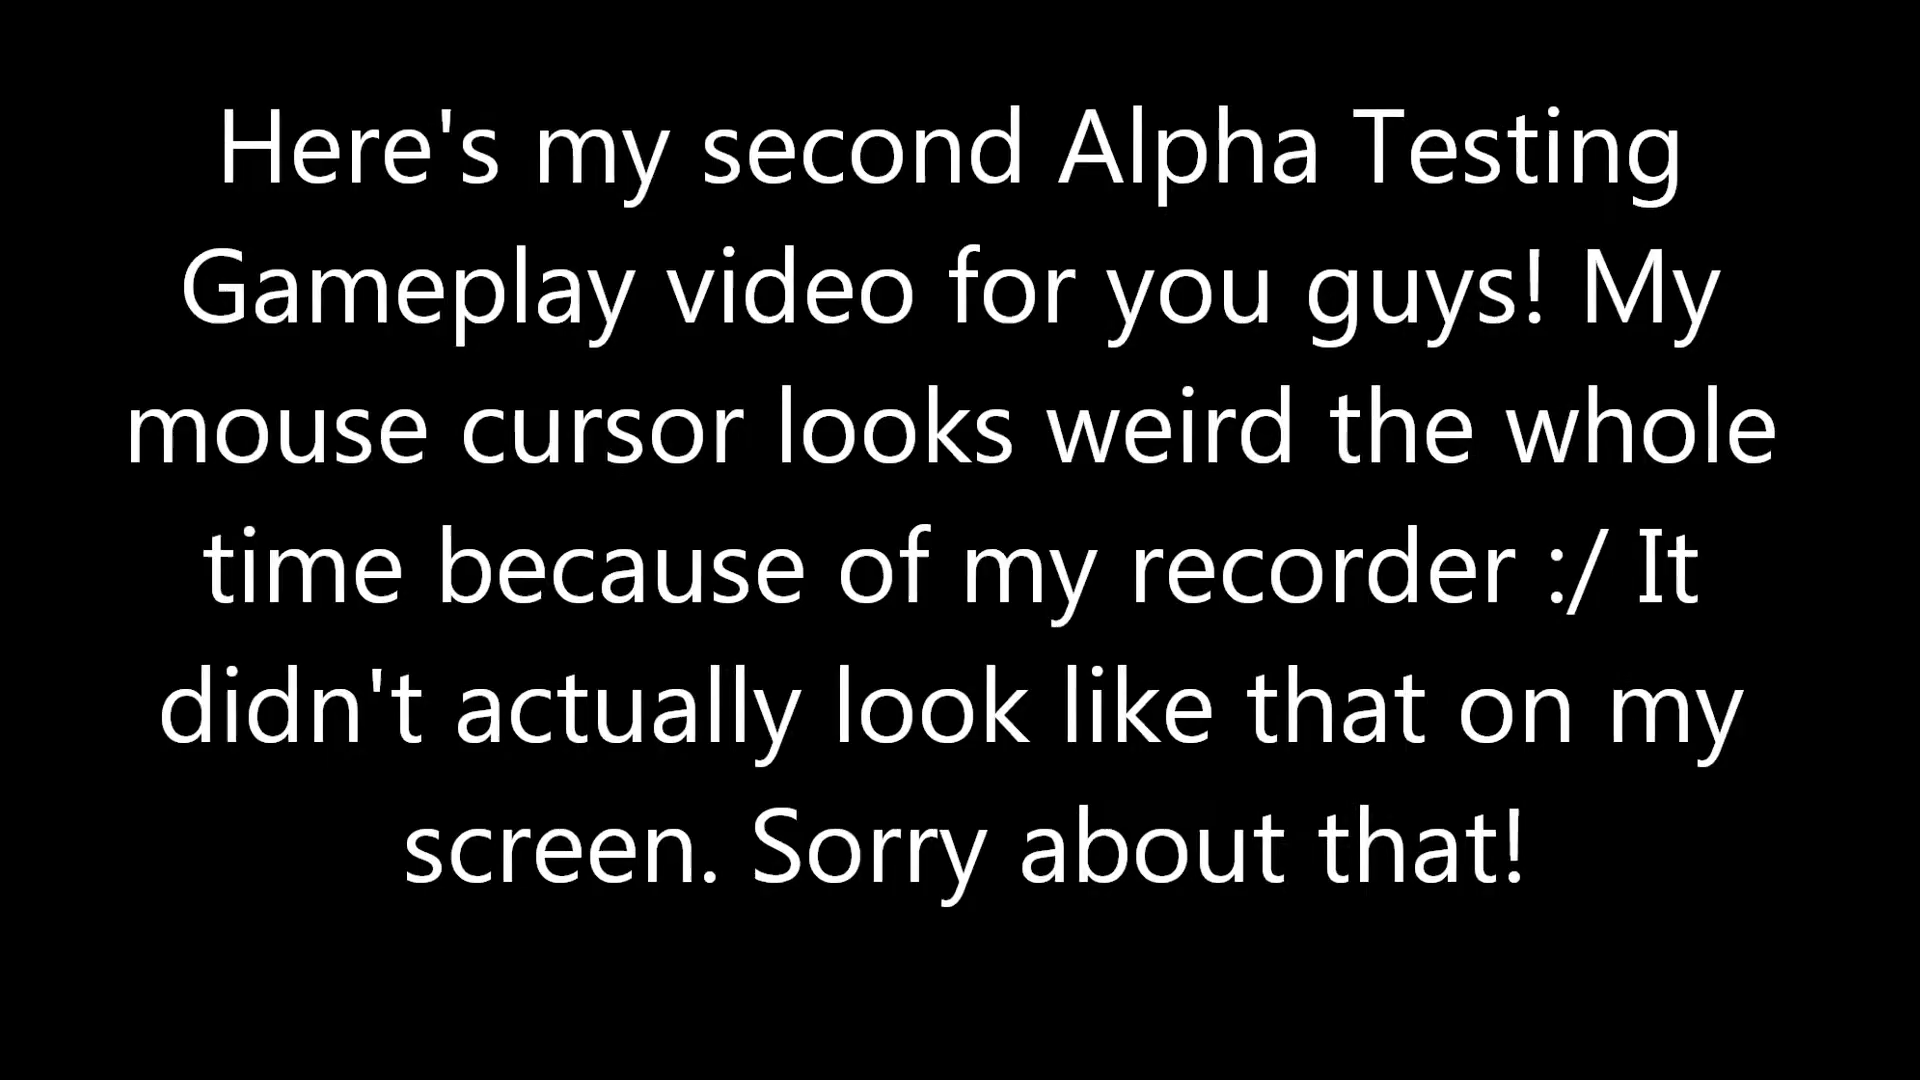 Here's my second Alpha Testing
Gameplay video for you guys! My
mouse cursor looks weird the whole
time because of my recorder :/ It
didn't actually look like that on my
screen. Sorry about that!